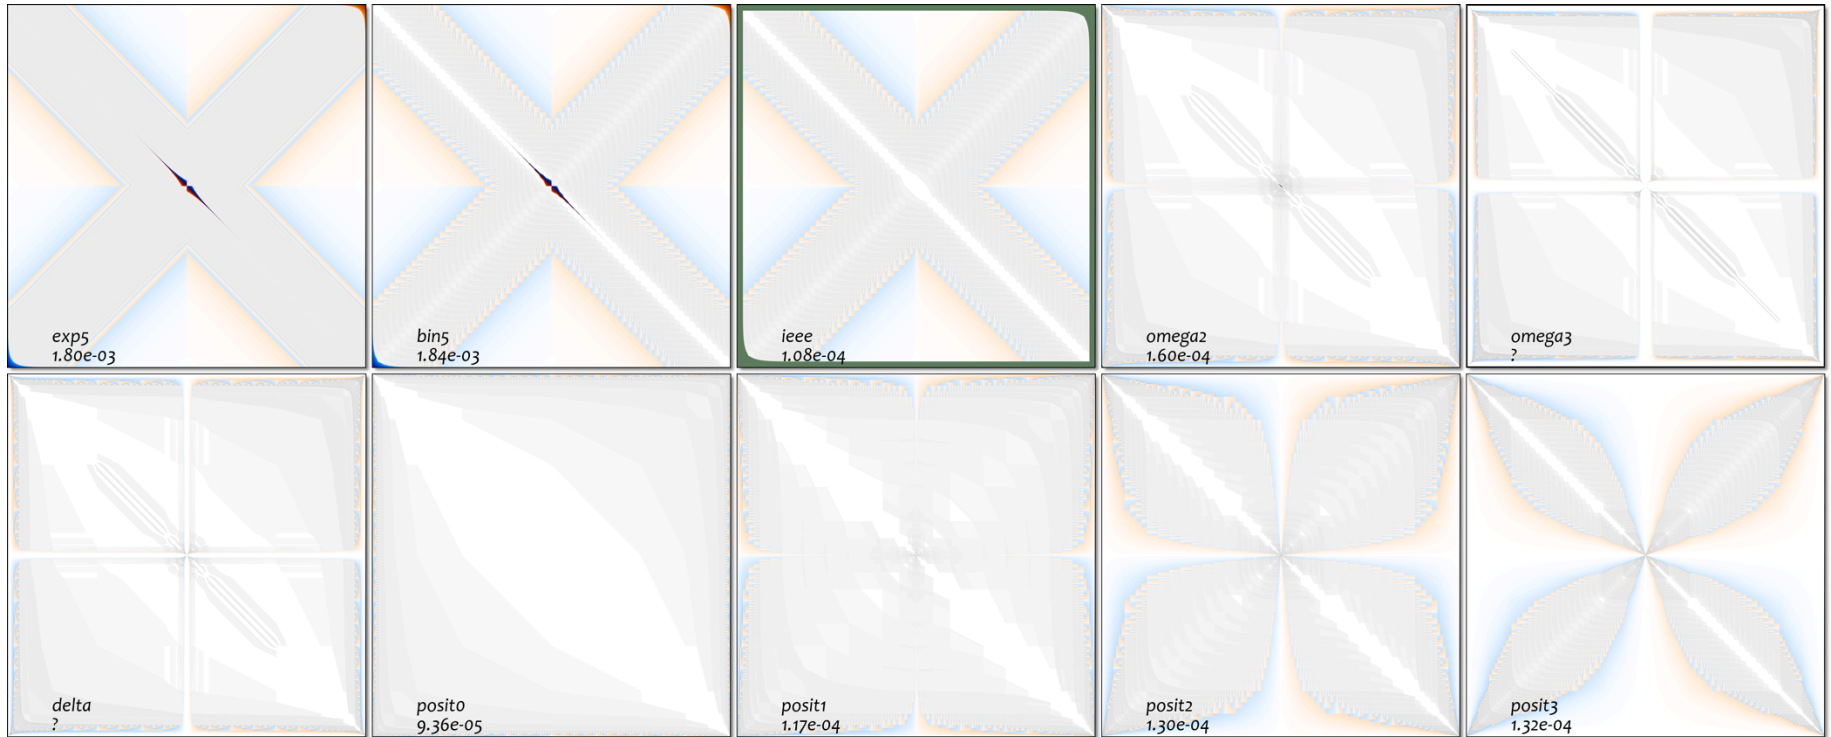 exp5
1.80e-03
bin5
1.84e-03
ieee
1.08e-04
omega2
1.60e-04
omega3
?
delta
?
posit0
9.36e-05
posit1
1.17e-04
posit2
1.30e-04
posit3
1.32e-04